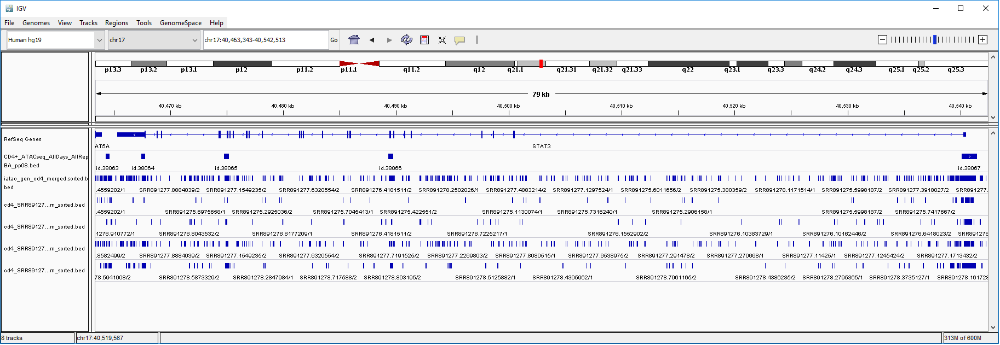 IGV
File Genomes View Tracks Regions Tools GenomeSpace Help
Human hg19 chr17 chr17:40,463,343-40,542,513 Go
p13.3 p13.2 p13.1 p12 p11.2 p11.1 q11.2 q12 q21.1 q21.31 q21.32 q21.33 q22 q23.1 q23.3 q24.2 q24.3 q25.1 q25.2 q25.3
79 kb
40,470 kb 40,480 kb 40,490 kb 40,500 kb 40,510 kb 40,520 kb 40,530 kb 40,540 kb
RefSeq Genes
AT5A STAT3
CD4+_ATACseq_AllDays_AllRep
BA_pp08.bed
id.38063 id.38064 id.38065 id.38066 id.38067
iatac_gen_cd4_merged.sorted.b
bed
.4559202/1 SRR891277.8884039/2 SRR891277.1549235/2 SRR891277.6320554/2 SRR891276.4181511/2 SRR891278.2502026/1 SRR891277.4883214/2 SRR891277.1297524/1 SRR891275.6011656/2 SRR891275.380359/2 SRR891278.1171514/1 SRR891275.5998187/2 SRR891277.3918027/2 SRR891277.
cd4_SRR89127...m_sorted.bed
.4559202/1 SRR891275.6975658/1 SRR891275.2925036/2 SRR891275.7045413/1 SRR891275.422551/2 SRR891275.1130074/1 SRR891275.7316240/1 SRR891275.2906158/1 SRR891275.5998187/2 SRR891275.7417667/2
cd4_SRR89127...m_sorted.bed
1276.910772/1 SRR891276.8043532/2 SRR891276.6177209/1 SRR891276.4181511/2 SRR891276.7225217/1 SRR891276.1552902/2 SRR891276.10383729/1 SRR891276.10162446/2 SRR891276.6418023/2 SRR891276
cd4_SRR89127...m_sorted.bed
.8582499/2 SRR891277.8884039/2 SRR891277.1549235/2 SRR891277.6320554/2 SRR891277.7191525/2 SRR891277.2269803/2 SRR891277.8080515/1 SRR891277.6538975/2 SRR891277.291478/2 SRR891277.270668/1 SRR891277.11425/1 SRR891277.1245424/2 SRR891277.1713432/2
cd4_SRR89127...m_sorted.bed
78.5941008/2 SRR891278.5873329/2 SRR891278.2847984/1 SRR891278.717588/2 SRR891278.803195/2 SRR891278.5125882/1 SRR891278.4305962/1 SRR891278.7061165/2 SRR891278.4386235/2 SRR891278.2795365/1 SRR891278.3735127/1 SRR891278.161728
8 tracks chr17:40,519,567 313M of 600M